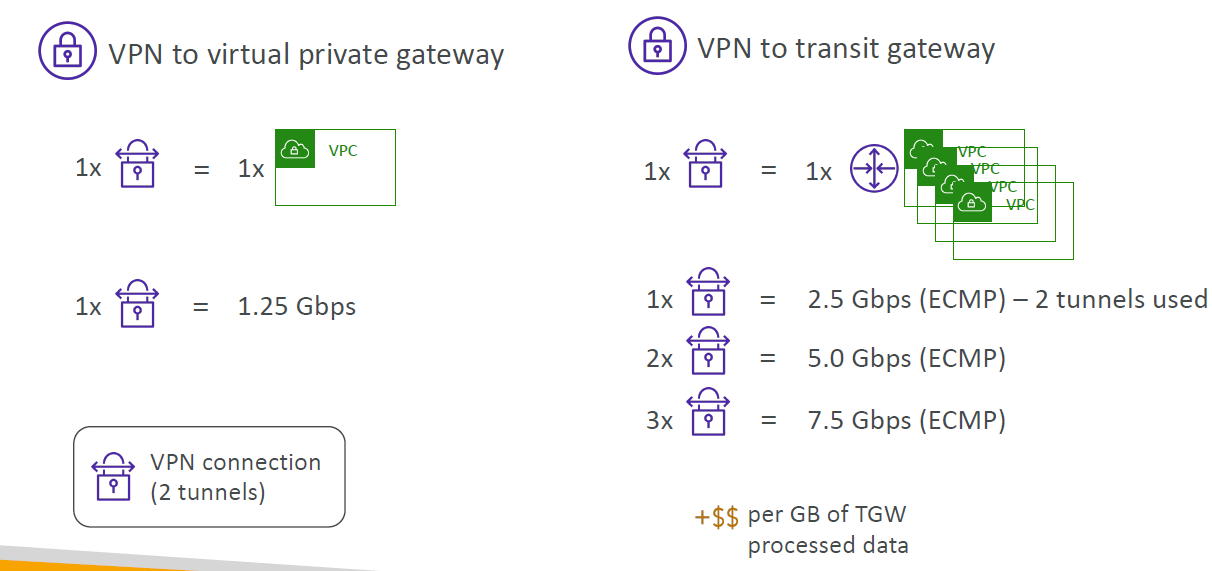 VPN to virtual private gateway
1x = 1x VPC
1x = 1.25 Gbps
VPN connection
(2 tunnels)
VPN to transit gateway
1x = 1x VPC
VPC
VPC
VPC
1x = 2.5 Gbps (ECMP) – 2 tunnels used
2x = 5.0 Gbps (ECMP)
3x = 7.5 Gbps (ECMP)
+$$ per GB of TGW
processed data